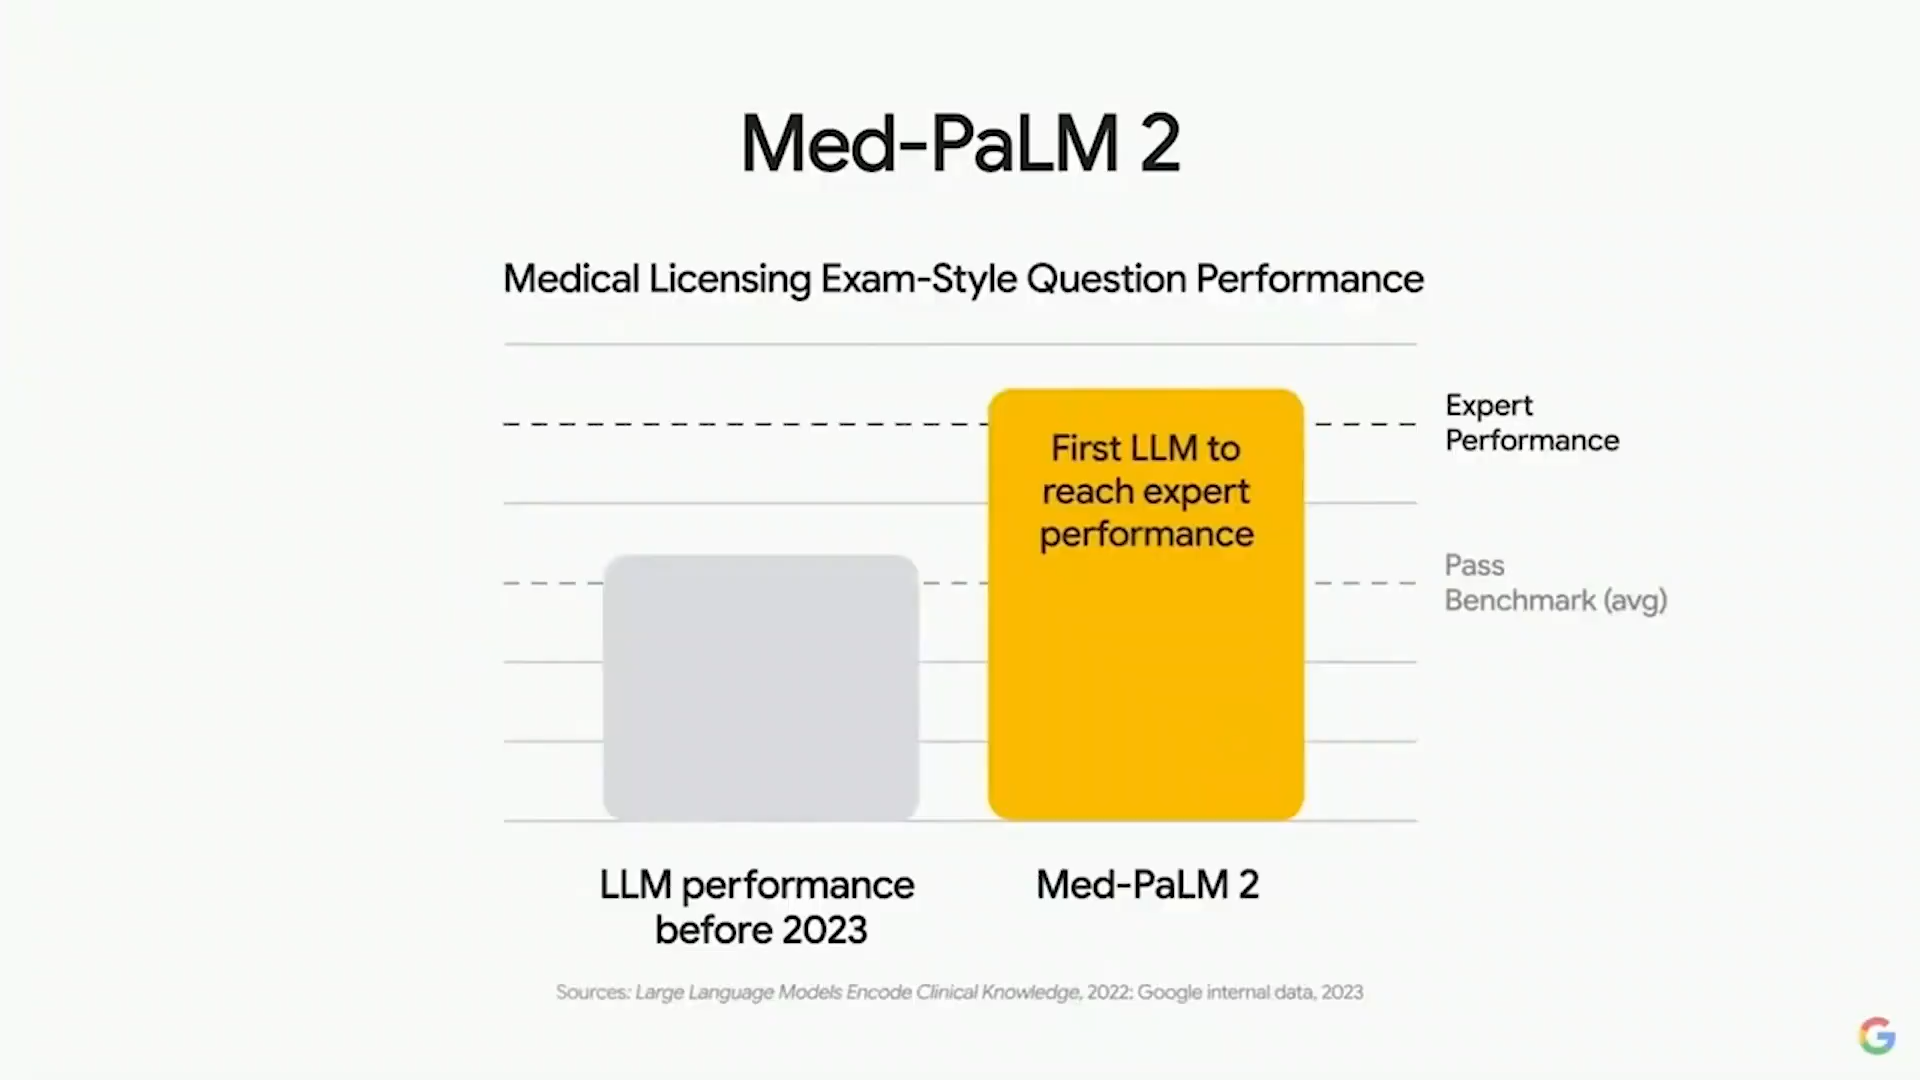 Med-PaLM 2
Medical Licensing Exam-Style Question Performance
Expert
Performance
First LLM to
reach expert
performance
Pass
Benchmark (avg)
LLM performance
before 2023
Med-PaLM 2
Sources: Large Language Models Encode Clinical Knowledge, 2022; Google internal data, 2023